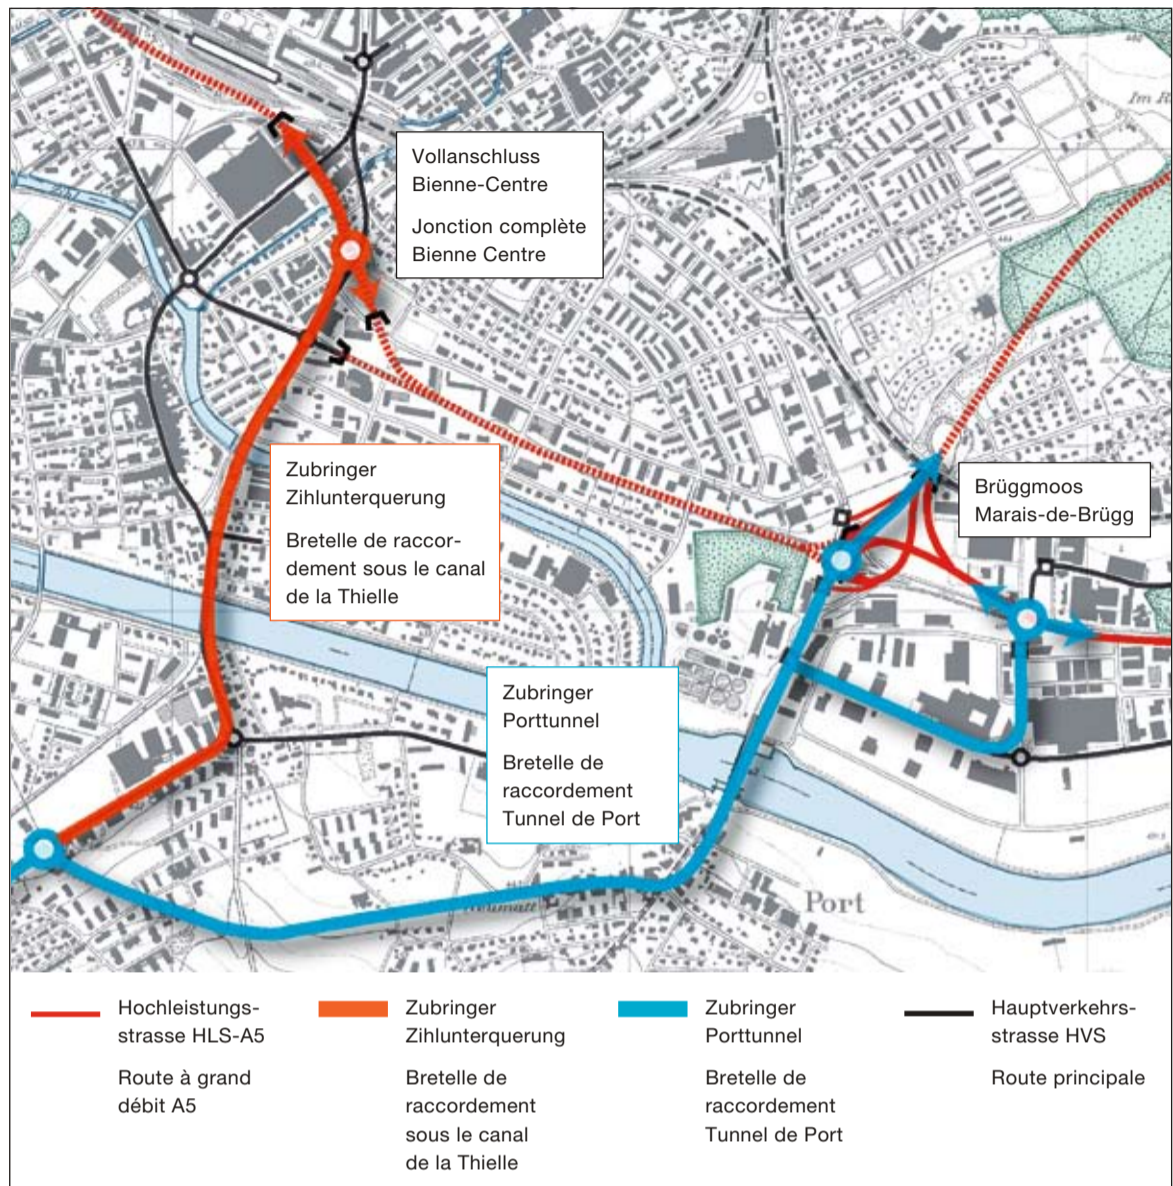 Im
Vollanschluss
Bienne-Centre
Jonction complète
Bienne Centre
Brüggmoos
Marais-de-Brügg
Zubringer
Zihlunterquerung
Bretelle de raccor-
dement sous le canal
de la Thielle
Zubringer
Porttunnel
Bretelle de
raccordement
Tunnel de Port
Port
Hochleistungs-
strasse HLS-A5
Route à grand
débit A5
Zubringer
Zihlunterquerung
Bretelle de
raccordement
sous le canal
de la Thielle
Zubringer
Porttunnel
Bretelle de
raccordement
Tunnel de Port
Hauptverkehrs-
strasse HVS
Route principale